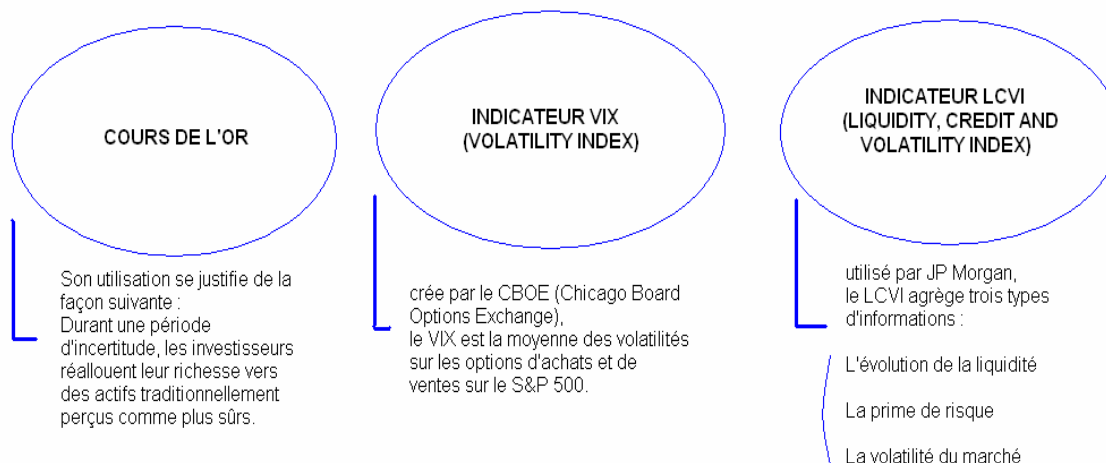 COURS DE L'OR
Son utilisation se justifie de la
façon suivante :
Durant une période
d'incertitude, les investisseurs
réallouent leur richesse vers
des actifs traditionnellement
perçus comme plus sûrs.
INDICATEUR VIX
(VOLATILITY INDEX)
crée par le CBOE (Chicago Board
Options Exchange),
le VIX est la moyenne des volatilités
sur les options d'achats et de
ventes sur le S&P 500.
INDICATEUR LCVI
(LIQUIDITY, CREDIT AND
VOLATILITY INDEX)
utilisé par JP Morgan,
le LCVI agrège trois types
d'informations :
L'évolution de la liquidité
La prime de risque
La volatilité du marché